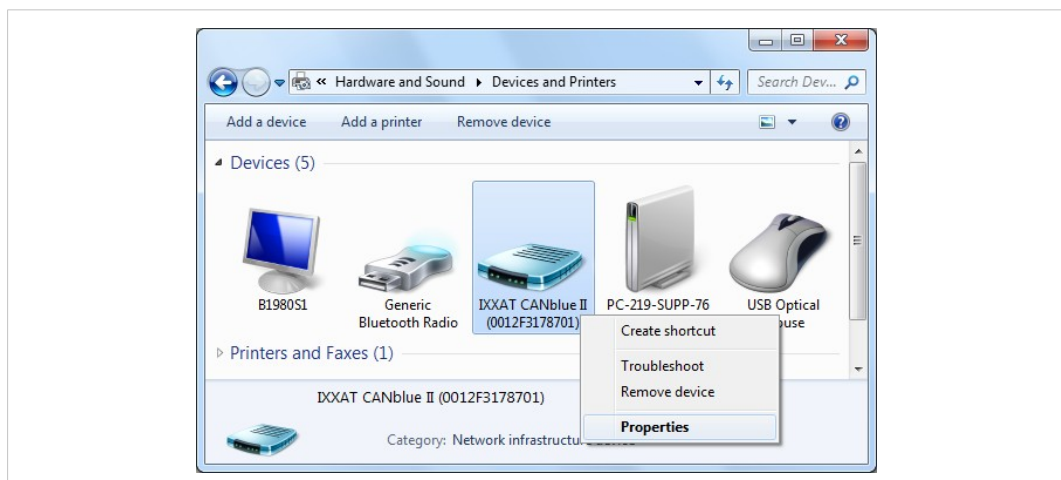 « Hardware and Sound ▸ Devices and Printers
Search Dev...
Add a device Add a printer Remove device
Devices (5)
B1980S1
Generic
Bluetooth Radio
IXXAT CANblue II
(0012F3178701)
PC-219-SUPP-76
USB Optical
Create shortcut
Troubleshoot
Remove device
Properties
Printers and Faxes (1)
IXXAT CANblue II (0012F3178701)
Category: Network infrastructure